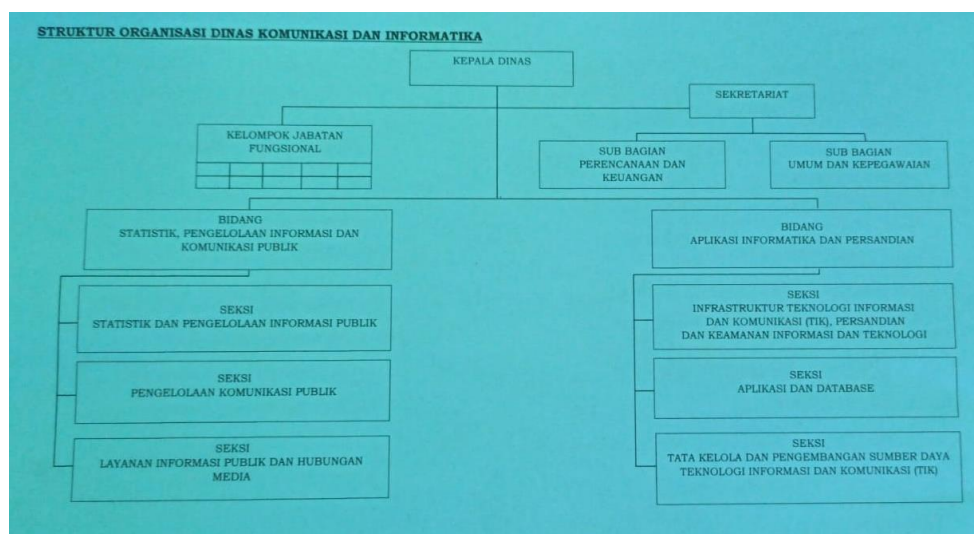 STRUKTUR ORGANISASI DINAS KOMUNIKASI DAN INFORMATIKA
KEPALA DINAS
SEKRETARIAT
KELOMPOK JABATAN
FUNGSIONAL
SUB BAGIAN
PERENCANAAN DAN
KEUANGAN
SUB BAGIAN
UMUM DAN KEPEGAWAIAN
BIDANG
STATISTIK, PENGELOLAAN INFORMASI DAN
KOMUNIKASI PUBLIK
BIDANG
APLIKASI INFORMATIKA DAN PERSANDIAN
SEKSI
STATISTIK DAN PENGELOLAAN INFORMASI PUBLIK
SEKSI
INFRASTRUKTUR TEKNOLOGI INFORMASI
DAN KOMUNIKASI (TIK), PERSANDIAN
DAN KEAMANAN INFORMASI DAN TEKNOLOGI
SEKSI
PENGELOLAAN KOMUNIKASI PUBLIK
SEKSI
APLIKASI DAN DATABASE
SEKSI
LAYANAN INFORMASI PUBLIK DAN HUBUNGAN
MEDIA
SEKSI
TATA KELOLA DAN PENGEMBANGAN SUMBER DAYA
TEKNOLOGI INFORMASI DAN KOMUNIKASI (TIK)